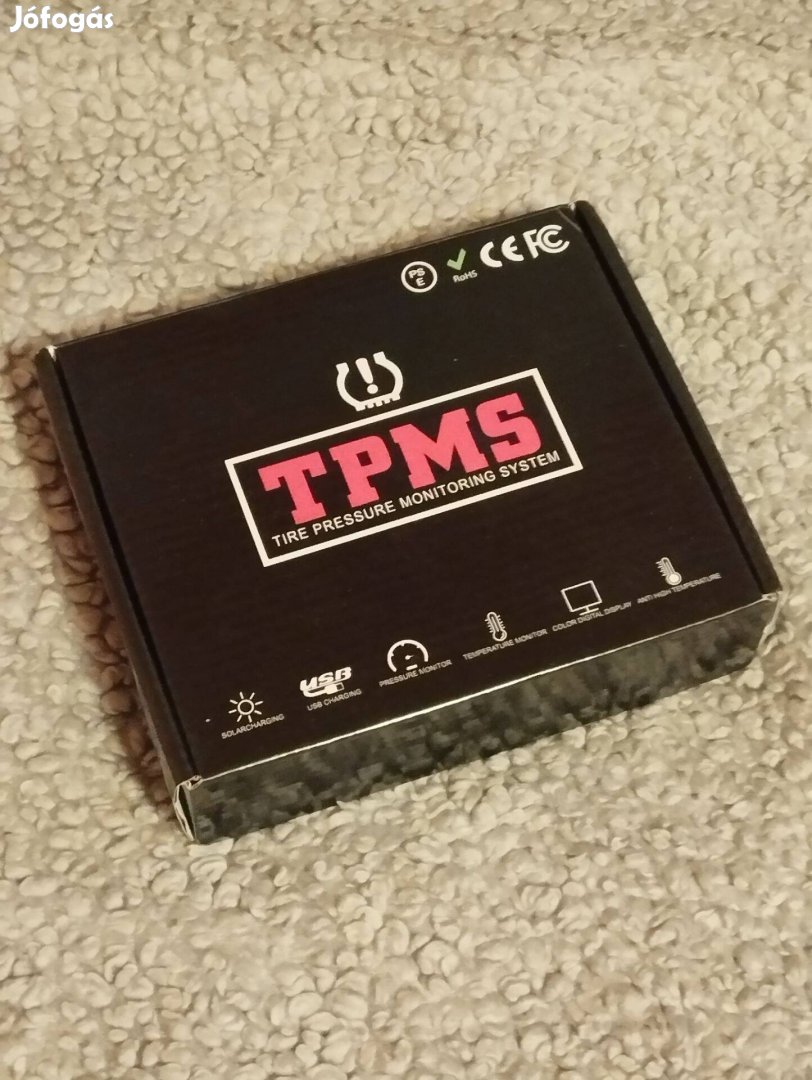 Jófogás
PS
E
RoHS
CE FC
TPMS
TIRE PRESSURE MONITORING SYSTEM
SOLARCHARGING
USB
USB CHARGING
PRESSURE MONITOR
TEMPERATURE MONITOR
COLOR DIGITAL DISPLAY
ANTI HIGH TEMPERATURE